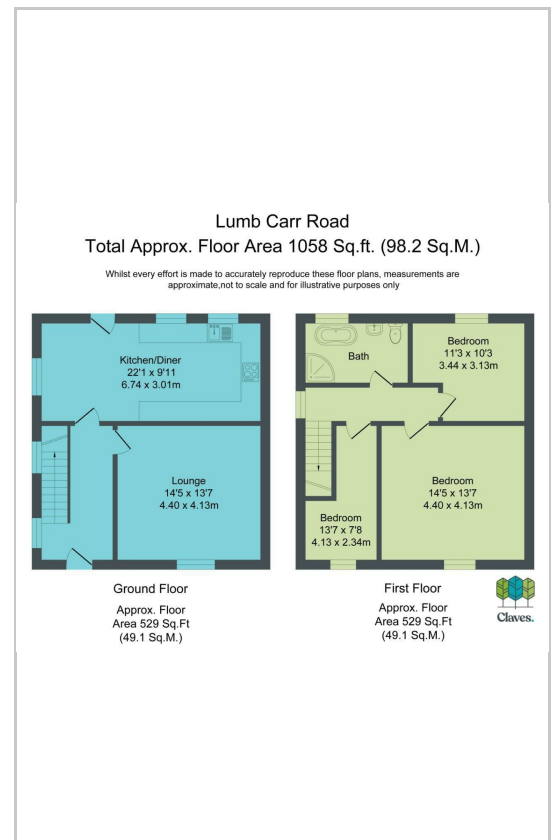 Lumb Carr Road
Total Approx. Floor Area 1058 Sq.ft. (98.2 Sq.M.)
Whilst every effort is made to accurately reproduce these floor plans, measurements are
approximate,not to scale and for illustrative purposes only
Kitchen/Diner
22'1 x 9'11
6.74 x 3.01m
Lounge
14'5 x 13'7
4.40 x 4.13m
Ground Floor
Approx. Floor
Area 529 Sq.Ft
(49.1 Sq.M.)
Bath
Bedroom
11'3 x 10'3
3.44 x 3.13m
Bedroom
14'5 x 13'7
4.40 x 4.13m
Bedroom
13'7 x 7'8
4.13 x 2.34m
First Floor
Approx. Floor
Area 529 Sq.Ft
(49.1 Sq.M.)
Claves.